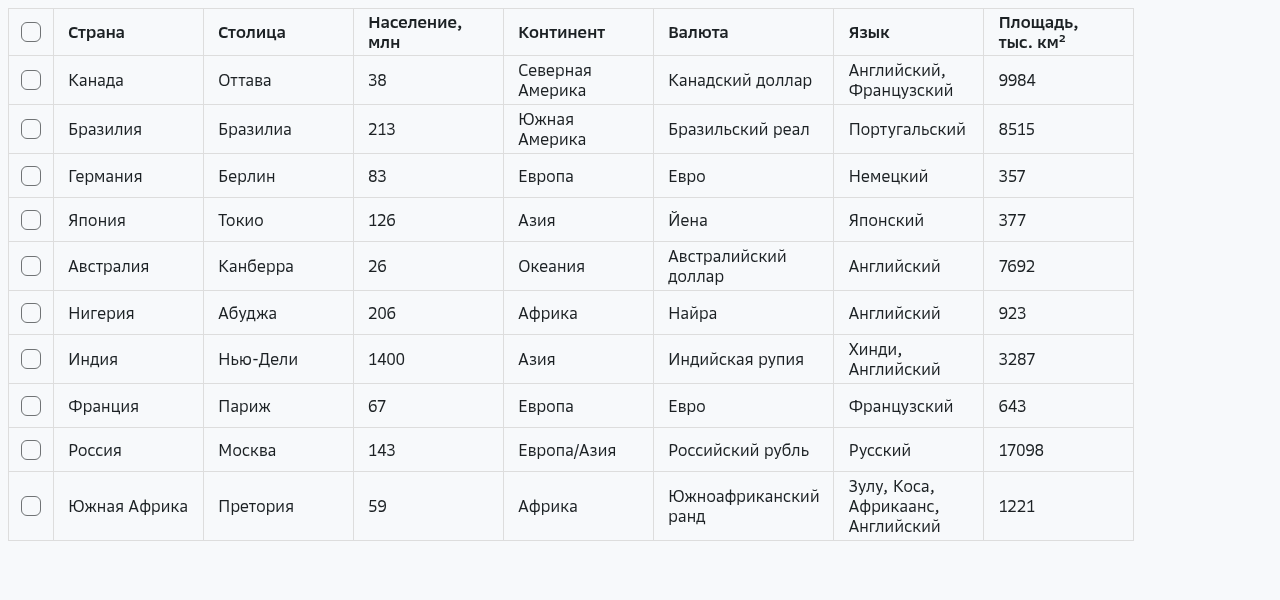 Страна Столица Население, млн Континент Валюта Язык Площадь, тыс. км²
Канада Оттава 38 Северная Америка Канадский доллар Английский, Французский 9984
Бразилия Бразилиа 213 Южная Америка Бразильский реал Португальский 8515
Германия Берлин 83 Европа Евро Немецкий 357
Япония Токио 126 Азия Йена Японский 377
Австралия Канберра 26 Океания Австралийский доллар Английский 7692
Нигерия Абуджа 206 Африка Найра Английский 923
Индия Нью-Дели 1400 Азия Индийская рупия Хинди, Английский 3287
Франция Париж 67 Европа Евро Французский 643
Россия Москва 143 Европа/Азия Российский рубль Русский 17098
Южная Африка Претория 59 Африка Южноафриканский ранд Зулу, Коса, Африкаанс, Английский 1221